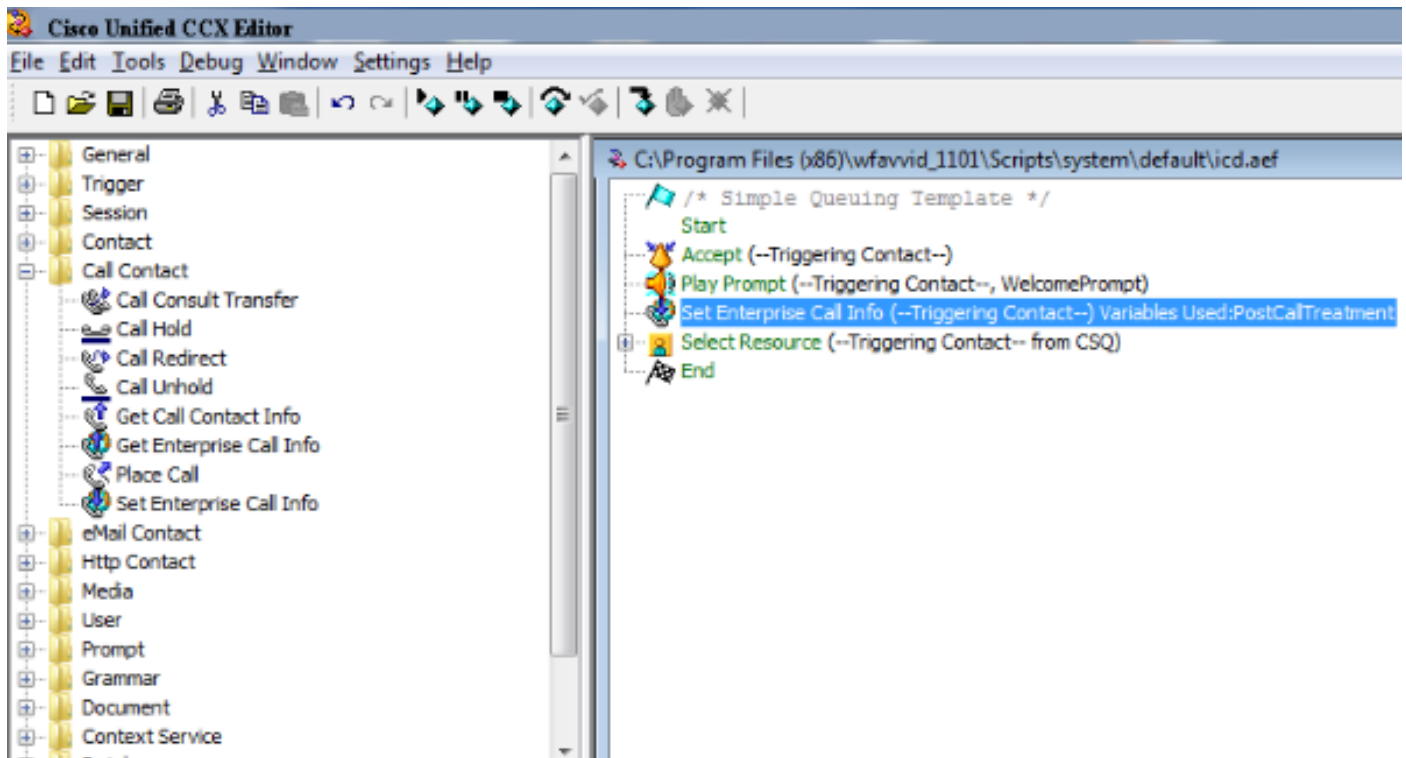 Cisco Unified CCX Editor
File Edit Tools Debug Window Settings Help
General
Trigger
Session
Contact
Call Contact
Call Consult Transfer
Call Hold
Call Redirect
Call Unhold
Get Call Contact Info
Get Enterprise Call Info
Place Call
Set Enterprise Call Info
eMail Contact
Http Contact
Media
User
Prompt
Grammar
Document
Context Service
C:\Program Files (x86)\wfavvid_1101\Scripts\system\default\icd.aef
/* Simple Queuing Template */
Start
Accept (--Triggering Contact--)
Play Prompt (--Triggering Contact--, WelcomePrompt)
Set Enterprise Call Info (--Triggering Contact--) Variables Used:PostCallTreatment
Select Resource (--Triggering Contact-- from CSQ)
End